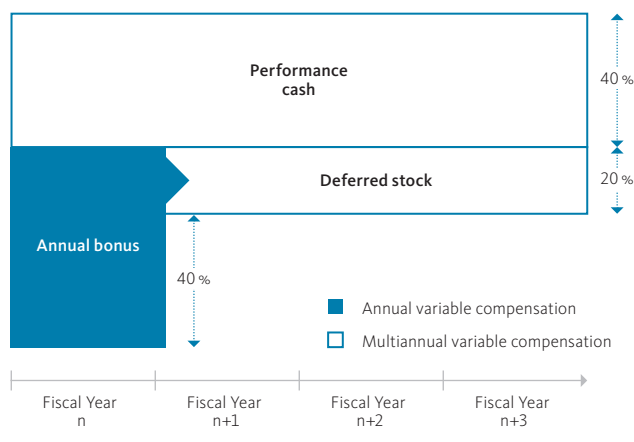 Performance
cash
40 %
Deferred stock
20 %
Annual bonus
40 %
Annual variable compensation
Multiannual variable compensation
Fiscal Year
n
Fiscal Year
n+1
Fiscal Year
n+2
Fiscal Year
n+3